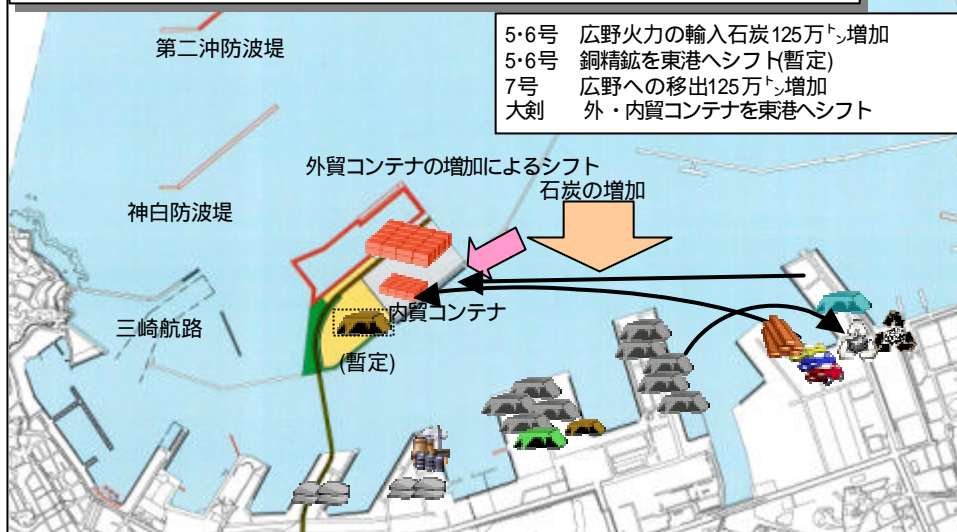 5・6号 広野火力の輸入石炭125万㌧増加
5・6号 銅精鉱を東港へシフト(暫定)
7号 広野への移出125万㌧増加
大剣 外・内貿コンテナを東港へシフト
第二沖防波堤
外貿コンテナの増加によるシフト
石炭の増加
神白防波堤
内貿コンテナ
三崎航路
(暫定)